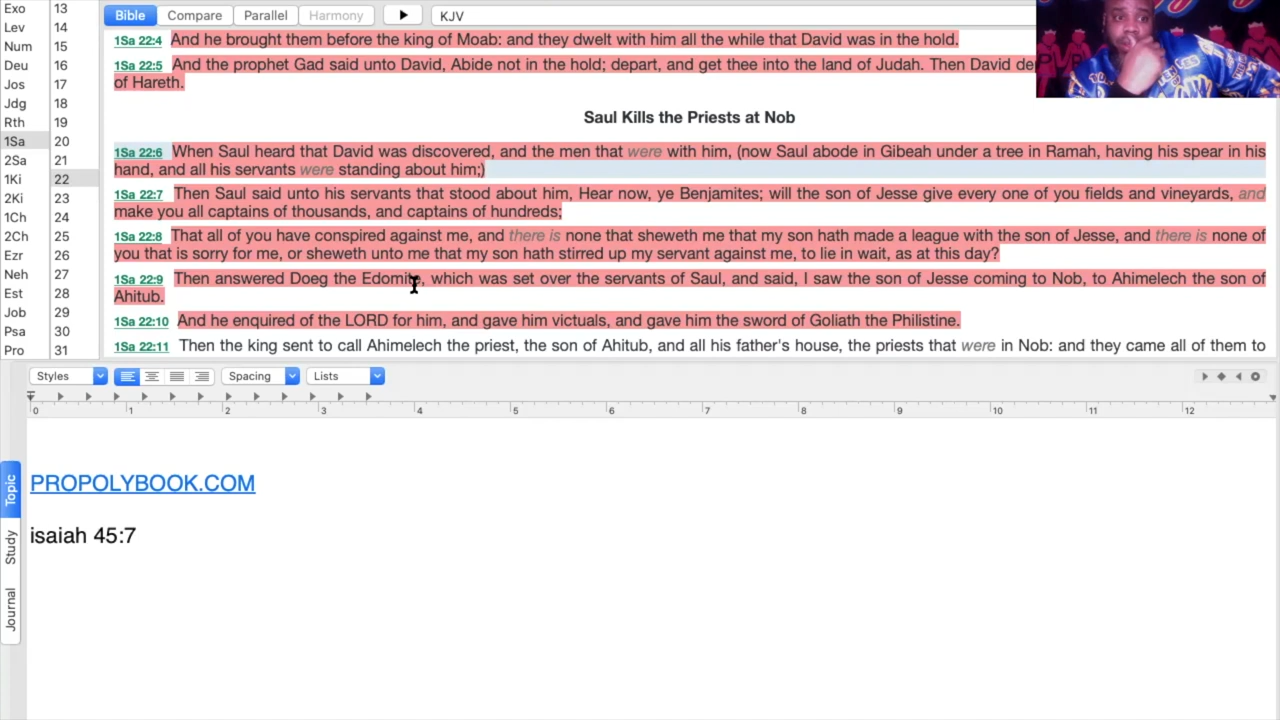 Bible Compare Parallel Harmony KJV
Exo 13
Lev 14
Num 15
Deu 16
Jos 17
Jdg 18
Rth 19
1Sa 20
2Sa 21
1Ki 22
2Ki 23
1Ch 24
2Ch 25
Ezr 26
Neh 27
Est 28
Job 29
Psa 30
Pro 31
1Sa 22:4 And he brought them before the king of Moab: and they dwelt with him all the while that David was in the hold.
1Sa 22:5 And the prophet Gad said unto David, Abide not in the hold; depart, and get thee into the land of Judah. Then David de
of Hareth.
Saul Kills the Priests at Nob
1Sa 22:6 When Saul heard that David was discovered, and the men that were with him, (now Saul abode in Gibeah under a tree in Ramah, having his spear in his
hand, and all his servants were standing about him;)
1Sa 22:7 Then Saul said unto his servants that stood about him, Hear now, ye Benjamites; will the son of Jesse give every one of you fields and vineyards, and
make you all captains of thousands, and captains of hundreds;
1Sa 22:8 That all of you have conspired against me, and there is none that sheweth me that my son hath made a league with the son of Jesse, and there is none of
you that is sorry for me, or sheweth unto me that my son hath stirred up my servant against me, to lie in wait, as at this day?
1Sa 22:9 Then answered Doeg the Edomite, which was set over the servants of Saul, and said, I saw the son of Jesse coming to Nob, to Ahimelech the son of
Ahitub.
1Sa 22:10 And he enquired of the LORD for him, and gave him victuals, and gave him the sword of Goliath the Philistine.
1Sa 22:11 Then the king sent to call Ahimelech the priest, the son of Ahitub, and all his father's house, the priests that were in Nob: and they came all of them to
Styles Spacing Lists
0 1 2 3 4 5 6 7 8 9 10 11 12
Topic
Study
Journal
PROPOLYBOOK.COM
isaiah 45:7